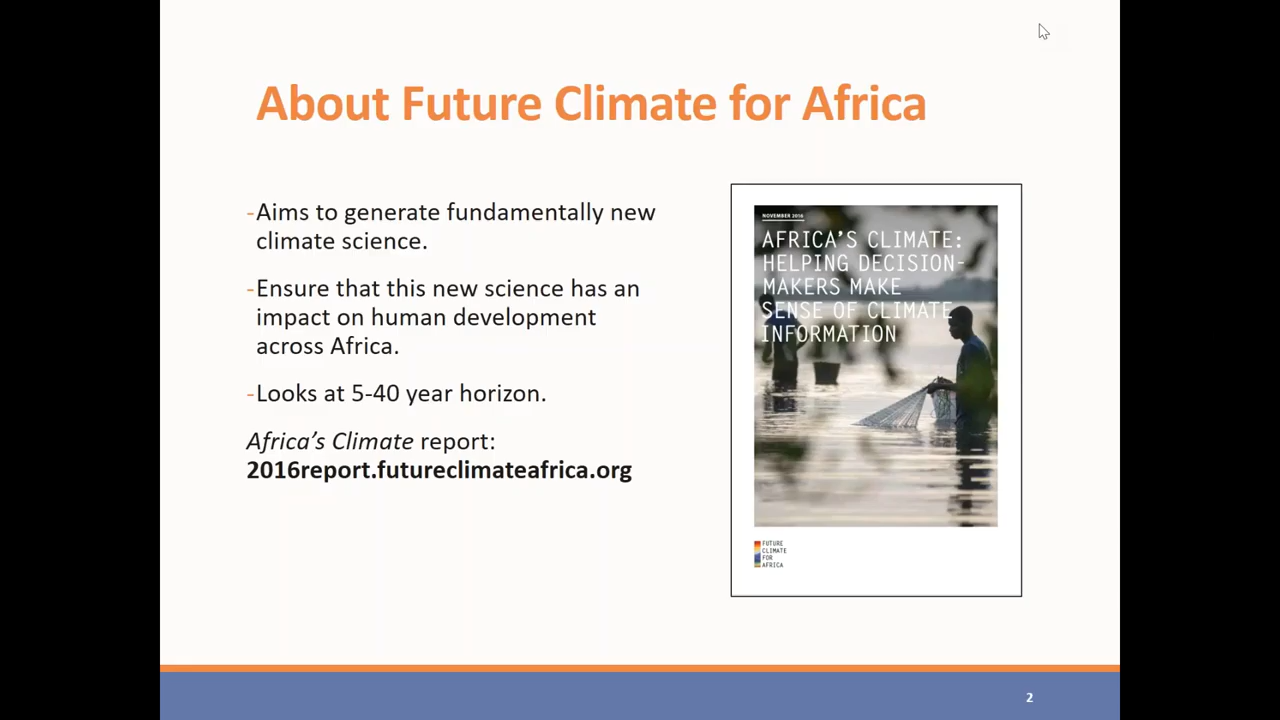 About Future Climate for Africa
-Aims to generate fundamentally new
climate science.
-Ensure that this new science has an
impact on human development
across Africa.
-Looks at 5-40 year horizon.
Africa’s Climate report:
2016report.futureclimateafrica.org
NOVEMBER 2016
AFRICA’S CLIMATE:
HELPING DECISION-
MAKERS MAKE
SENSE OF CLIMATE
INFORMATION
FUTURE
CLIMATE
FOR
AFRICA
2